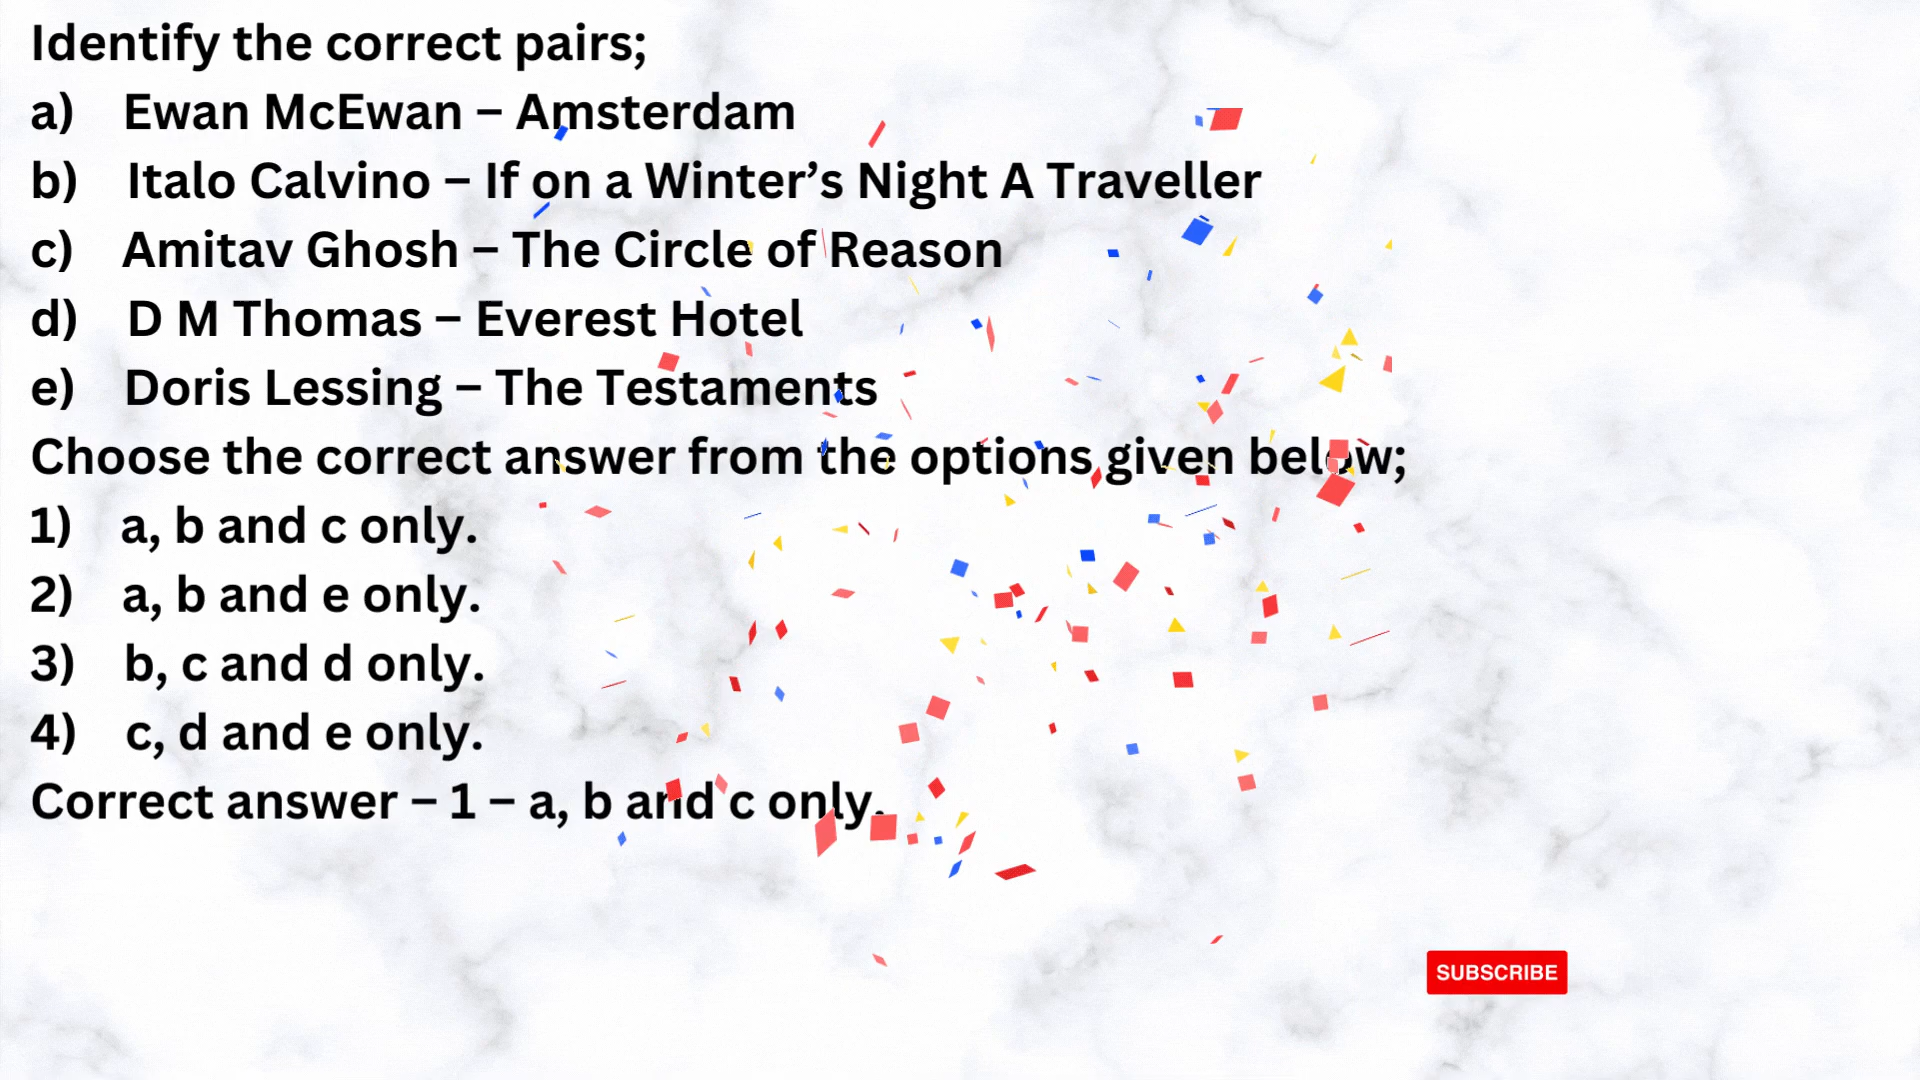 Identify the correct pairs;
a) Ewan McEwan – Amsterdam
b) Italo Calvino – If on a Winter’s Night A Traveller
c) Amitav Ghosh – The Circle of Reason
d) D M Thomas – Everest Hotel
e) Doris Lessing – The Testaments
Choose the correct answer from the options given below;
1) a, b and c only.
2) a, b and e only.
3) b, c and d only.
4) c, d and e only.
Correct answer – 1 – a, b and c only.
SUBSCRIBE